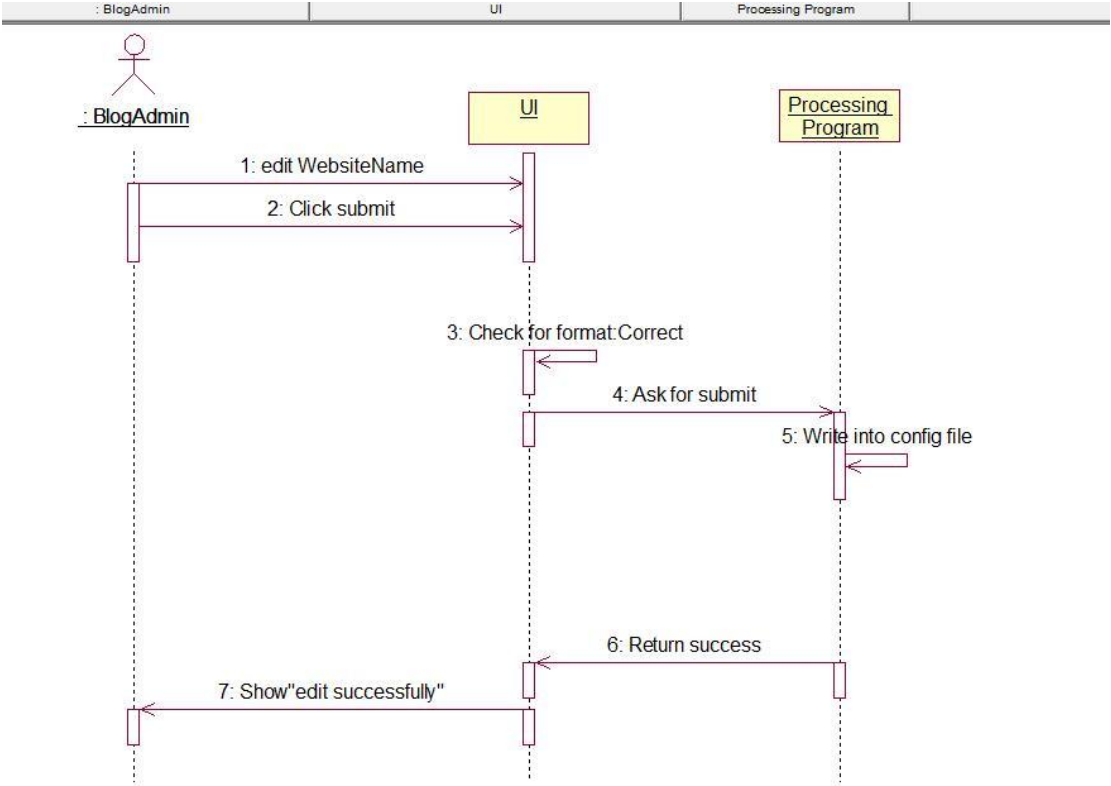 : BlogAdmin
UI
Processing Program
: BlogAdmin
UI
Processing
Program
1: edit WebsiteName
2: Click submit
3: Check for format:Correct
4: Ask for submit
5: Write into config file
6: Return success
7: Show"edit successfully"